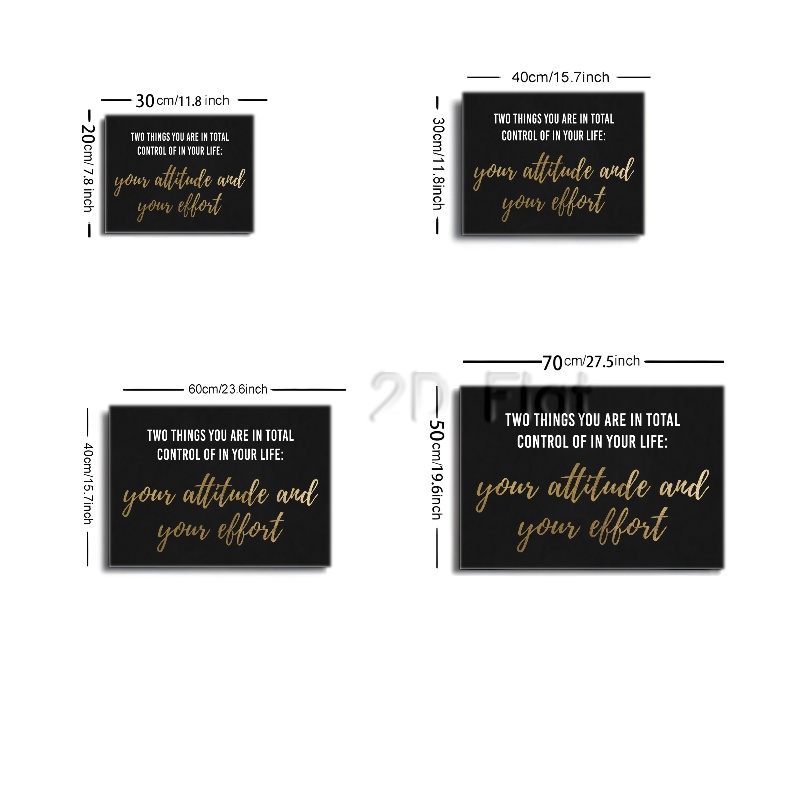 30cm/11.8 inch
20cm/7.8 inch
TWO THINGS YOU ARE IN TOTAL
CONTROL OF IN YOUR LIFE:
your attitude and
your effort
40cm/15.7inch
30cm/11.8inch
TWO THINGS YOU ARE IN TOTAL
CONTROL OF IN YOUR LIFE:
your attitude and
your effort
60cm/23.6inch
40cm/15.7inch
TWO THINGS YOU ARE IN TOTAL
CONTROL OF IN YOUR LIFE:
your attitude and
your effort
2D Flat
70cm/27.5inch
50cm/19.6inch
TWO THINGS YOU ARE IN TOTAL
CONTROL OF IN YOUR LIFE:
your attitude and
your effort